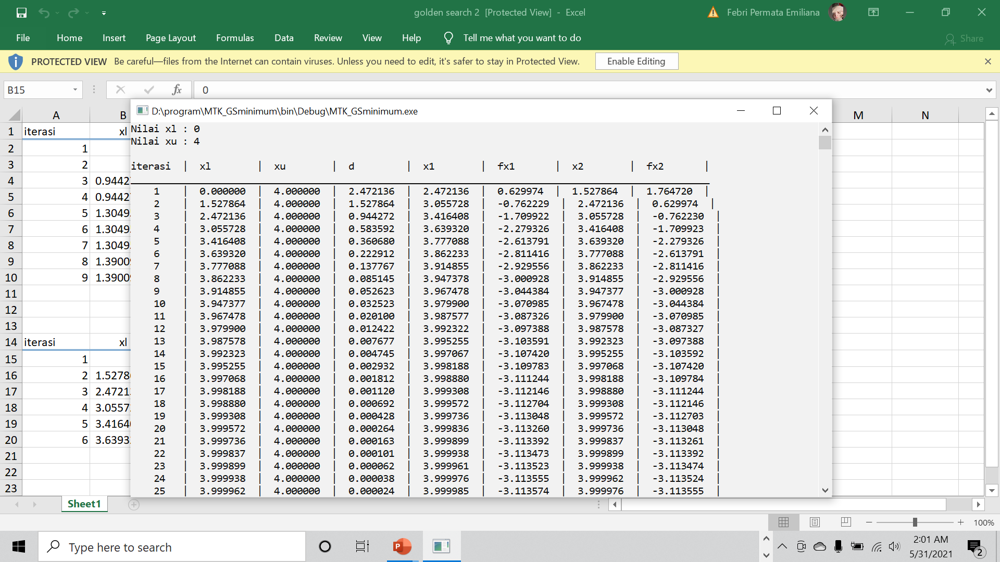 golden search 2 [Protected View] - Excel
Febri Permata Emiliana
File Home Insert Page Layout Formulas Data Review View Help Tell me what you want to do Share
PROTECTED VIEW Be careful—files from the Internet can contain viruses. Unless you need to edit, it's safer to stay in Protected View. Enable Editing
B15 fx 0
D:\program\MTK_GSminimum\bin\Debug\MTK_GSminimum.exe
A B M N
1 iterasi xl
2 1
3 2
4 3 0.9442
5 4 0.9442
6 5 1.3049
7 6 1.3049
8 7 1.3049
9 8 1.3900
10 9 1.3900
11
12
13
14 iterasi xl
15 1
16 2 1.5278
17 3 2.4721
18 4 3.0557
19 5 3.4164
20 6 3.6393
21
22
23
Nilai xl : 0
Nilai xu : 4
iterasi | xl | xu | d | x1 | fx1 | x2 | fx2 |
1 | 0.000000 | 4.000000 | 2.472136 | 2.472136 | 0.629974 | 1.527864 | 1.764720 |
2 | 1.527864 | 4.000000 | 1.527864 | 3.055728 | -0.762229 | 2.472136 | 0.629974 |
3 | 2.472136 | 4.000000 | 0.944272 | 3.416408 | -1.709922 | 3.055728 | -0.762230 |
4 | 3.055728 | 4.000000 | 0.583592 | 3.639320 | -2.279326 | 3.416408 | -1.709923 |
5 | 3.416408 | 4.000000 | 0.360680 | 3.777088 | -2.613791 | 3.639320 | -2.279326 |
6 | 3.639320 | 4.000000 | 0.222912 | 3.862233 | -2.811416 | 3.777088 | -2.613791 |
7 | 3.777088 | 4.000000 | 0.137767 | 3.914855 | -2.929556 | 3.862233 | -2.811416 |
8 | 3.862233 | 4.000000 | 0.085145 | 3.947378 | -3.000928 | 3.914855 | -2.929556 |
9 | 3.914855 | 4.000000 | 0.052623 | 3.967478 | -3.044384 | 3.947377 | -3.000928 |
10 | 3.947377 | 4.000000 | 0.032523 | 3.979900 | -3.070985 | 3.967478 | -3.044384 |
11 | 3.967478 | 4.000000 | 0.020100 | 3.987577 | -3.087326 | 3.979900 | -3.070985 |
12 | 3.979900 | 4.000000 | 0.012422 | 3.992322 | -3.097388 | 3.987578 | -3.087327 |
13 | 3.987578 | 4.000000 | 0.007677 | 3.995255 | -3.103591 | 3.992323 | -3.097388 |
14 | 3.992323 | 4.000000 | 0.004745 | 3.997067 | -3.107420 | 3.995255 | -3.103592 |
15 | 3.995255 | 4.000000 | 0.002932 | 3.998188 | -3.109783 | 3.997068 | -3.107420 |
16 | 3.997068 | 4.000000 | 0.001812 | 3.998880 | -3.111244 | 3.998188 | -3.109784 |
17 | 3.998188 | 4.000000 | 0.001120 | 3.999308 | -3.112146 | 3.998880 | -3.111244 |
18 | 3.998880 | 4.000000 | 0.000692 | 3.999572 | -3.112704 | 3.999308 | -3.112146 |
19 | 3.999308 | 4.000000 | 0.000428 | 3.999736 | -3.113048 | 3.999572 | -3.112703 |
20 | 3.999572 | 4.000000 | 0.000264 | 3.999836 | -3.113260 | 3.999736 | -3.113048 |
21 | 3.999736 | 4.000000 | 0.000163 | 3.999899 | -3.113392 | 3.999837 | -3.113261 |
22 | 3.999837 | 4.000000 | 0.000101 | 3.999938 | -3.113473 | 3.999899 | -3.113392 |
23 | 3.999899 | 4.000000 | 0.000062 | 3.999961 | -3.113523 | 3.999938 | -3.113474 |
24 | 3.999938 | 4.000000 | 0.000038 | 3.999976 | -3.113555 | 3.999962 | -3.113524 |
25 | 3.999962 | 4.000000 | 0.000024 | 3.999985 | -3.113574 | 3.999976 | -3.113555 |
Sheet1
100%
Type here to search
2:01 AM
5/31/2021
2